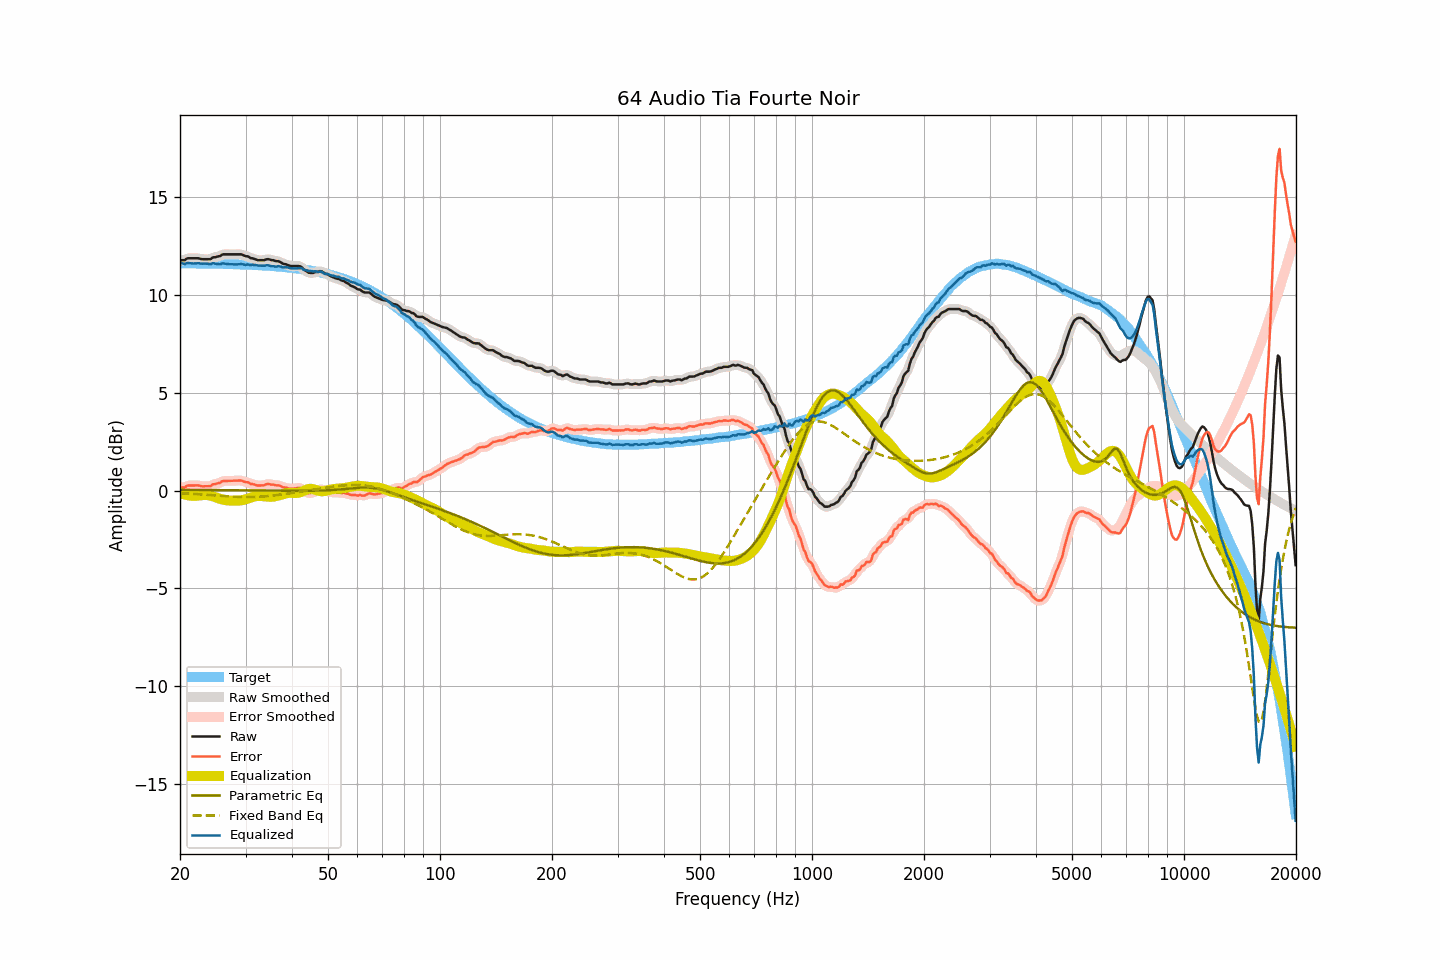 64 Audio Tia Fourte Noir
Amplitude (dBr)
15
10
5
0
−5
−10
−15
Target
Raw Smoothed
Error Smoothed
Raw
Error
Equalization
Parametric Eq
Fixed Band Eq
Equalized
20 50 100 200 500 1000 2000 5000 10000 20000
Frequency (Hz)